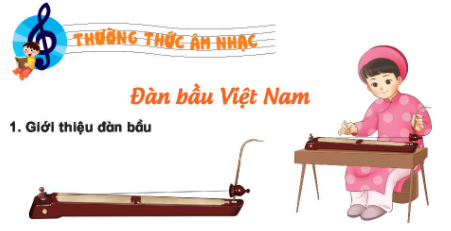 THƯỜNG THỨC ÂM NHẠC
Đàn bầu Việt Nam
1. Giới thiệu đàn bầu